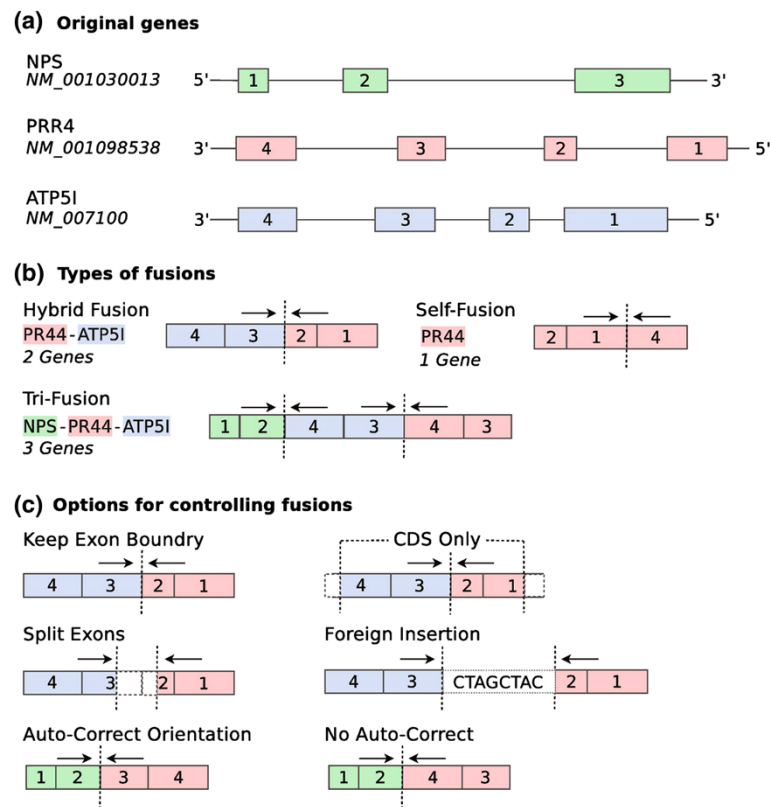 (a) Original genes
NPS
NM_001030013 5' 1 2 3 3'
PRR4
NM_001098538 3' 4 3 2 1 5'
ATP5I
NM_007100 3' 4 3 2 1 5'
(b) Types of fusions
Hybrid Fusion
PR44-ATP5I 4 3 2 1
2 Genes
Self-Fusion
PR44 2 1 4
1 Gene
Tri-Fusion
NPS-PR44-ATP5I 1 2 4 3 4 3
3 Genes
(c) Options for controlling fusions
Keep Exon Boundry
4 3 2 1
CDS Only
4 3 2 1
Split Exons
4 3 2 1
Foreign Insertion
4 3 CTAGCTAC 2 1
Auto-Correct Orientation
1 2 3 4
No Auto-Correct
1 2 4 3